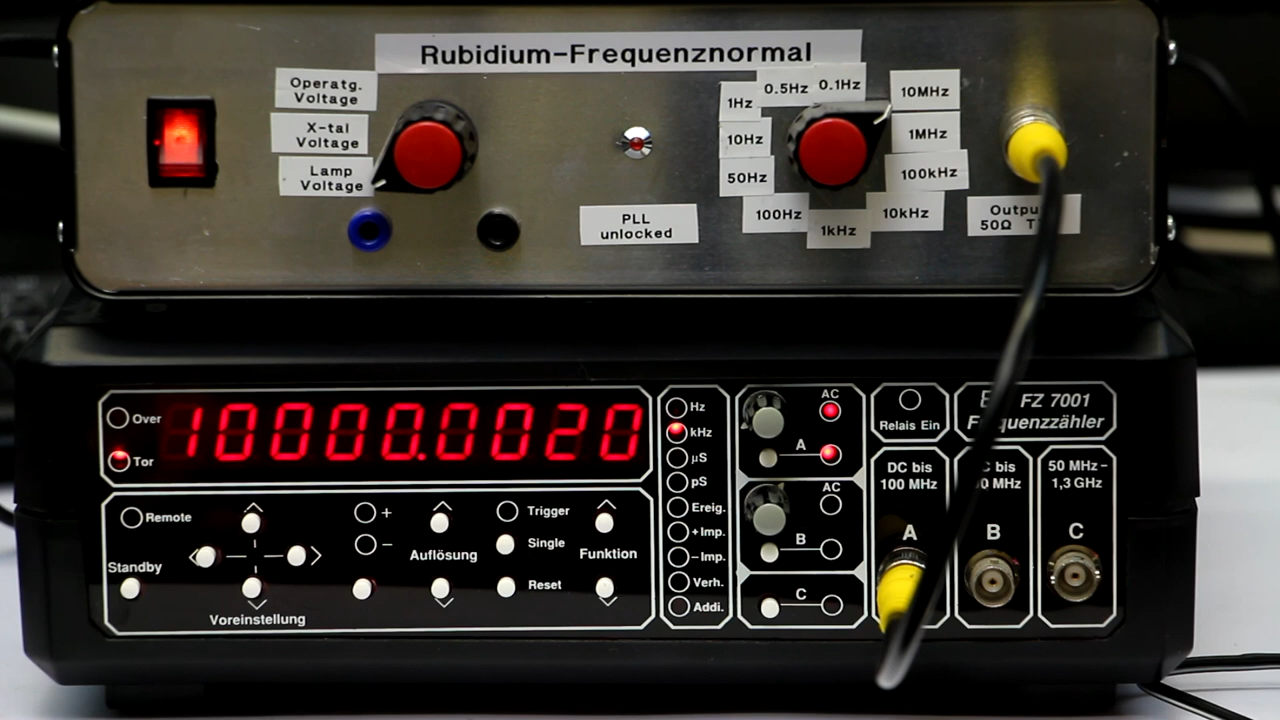 Rubidium-Frequenznormal
Operatg.
Voltage
X-tal
Voltage
Lamp
Voltage
PLL
unlocked
0.1Hz
0.5Hz
1Hz
10Hz
50Hz
100Hz
1kHz
10kHz
100kHz
1MHz
10MHz
50Ω
Over
Tor
10000.0020
Hz
kHz
µS
pS
Ereig.
+Imp.
-Imp.
Verh.
Addi.
AC
A
AC
B
C
Relais Ein
FZ 7001
Frequenzzähler
DC bis
100 MHz
A
bis
MHz
B
50 MHz–
1,3 GHz
C
Remote
Standby
Voreinstellung
+
−
Auflösung
Trigger
Single
Reset
Funktion